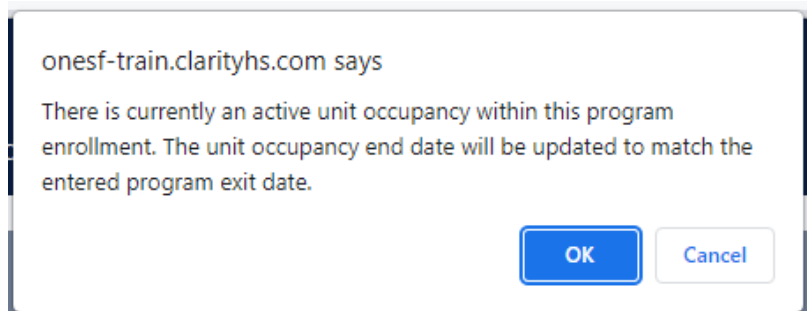 onesf-train.clarityhs.com says
There is currently an active unit occupancy within this program
enrollment. The unit occupancy end date will be updated to match the
entered program exit date.
OK
Cancel